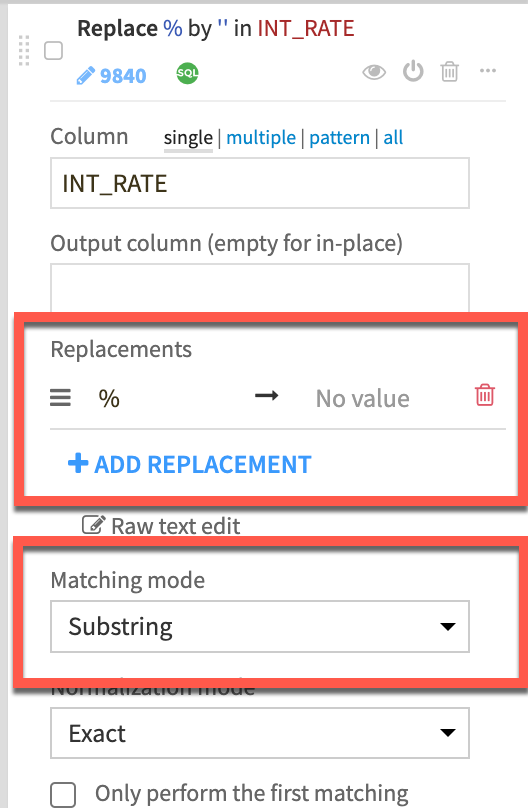 Replace % by '' in INT_RATE
9840 SQL
Column single | multiple | pattern | all
INT_RATE
Output column (empty for in-place)
Replacements
% → No value
+ ADD REPLACEMENT
Raw text edit
Matching mode
Substring
Normalization mode
Exact
Only perform the first matching